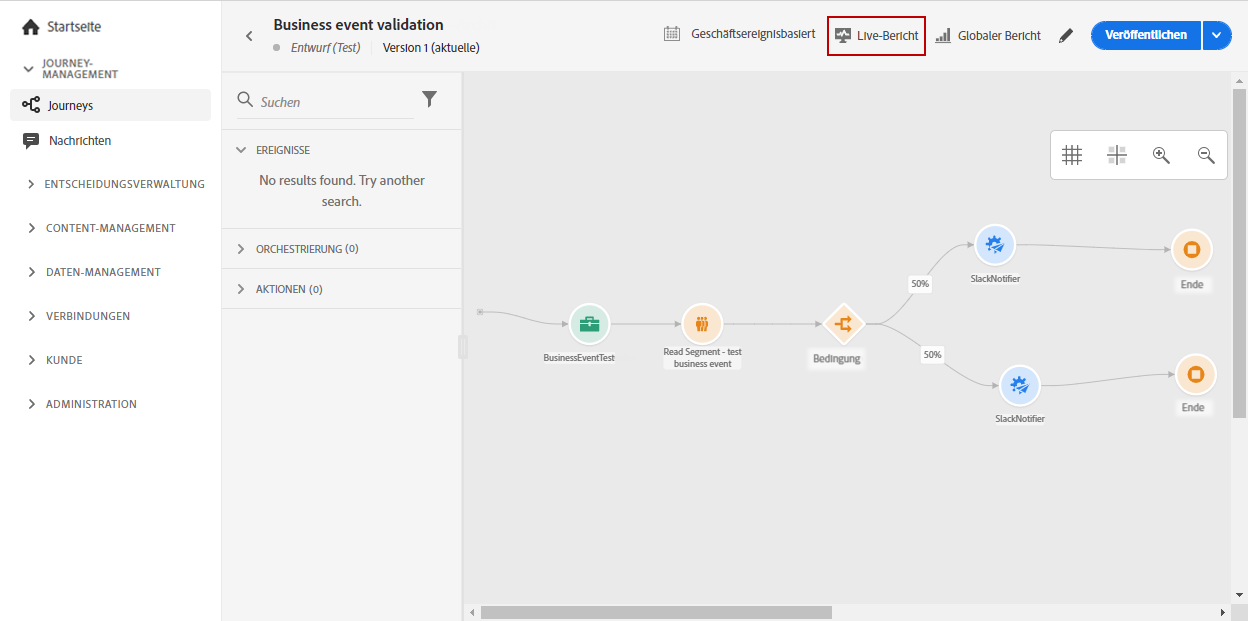 Startseite
JOURNEY-
MANAGEMENT
Journeys
Nachrichten
ENTSCHEIDUNGSVERWALTUNG
CONTENT-MANAGEMENT
DATEN-MANAGEMENT
VERBINDUNGEN
KUNDE
ADMINISTRATION
Business event validation
Entwurf (Test) Version 1 (aktuelle)
Geschäftsereignisbasiert Live-Bericht Globaler Bericht Veröffentlichen
Suchen
EREIGNISSE
No results found. Try another
search.
ORCHESTRIERUNG (0)
AKTIONEN (0)
BusinessEventTest
Read Segment - test
business event
Bedingung
50%
SlackNotifier
Ende
50%
SlackNotifier
Ende